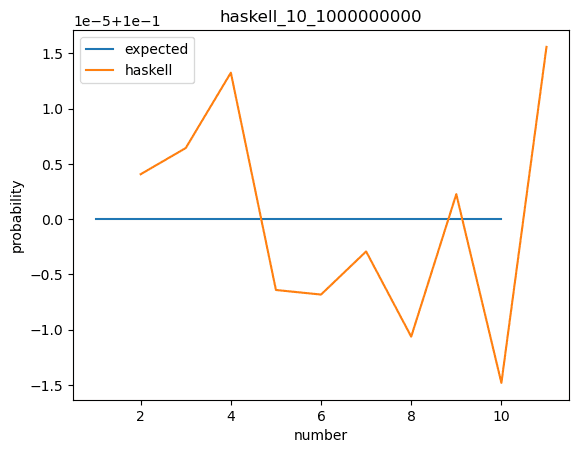 haskell_10_1000000000
1e−5+1e−1
expected
haskell
1.5
1.0
0.5
0.0
−0.5
−1.0
−1.5
probability
2 4 6 8 10
number